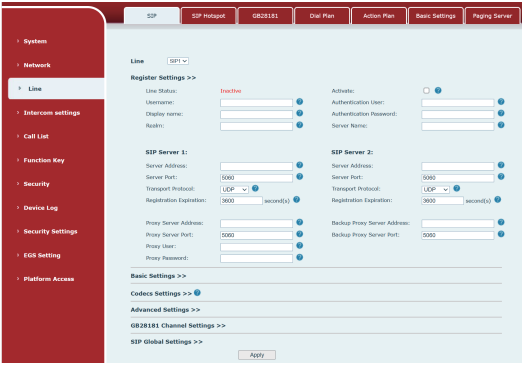 SIP
SIP Hotspot
GB28181
Dial Plan
Action Plan
Basic Settings
Paging Server
› System
› Network
› Line
› Intercom settings
› Call List
› Function Key
› Security
› Device Log
› Security Settings
› EGS Setting
› Platform Access
Line SIP1
Register Settings >>
Line Status: Inactive Activate: ?
Username: ? Authentication User: ?
Display name: ? Authentication Password: ?
Realm: ? Server Name: ?
SIP Server 1: SIP Server 2:
Server Address: ? Server Address: ?
Server Port: 5060 ? Server Port: 5060 ?
Transport Protocol: UDP ? Transport Protocol: UDP ?
Registration Expiration: 3600 second(s) ? Registration Expiration: 3600 second(s) ?
Proxy Server Address: ? Backup Proxy Server Address: ?
Proxy Server Port: 5060 ? Backup Proxy Server Port: 5060 ?
Proxy User: ?
Proxy Password: ?
Basic Settings >>
Codecs Settings >> ?
Advanced Settings >>
GB28181 Channel Settings >>
SIP Global Settings >>
Apply